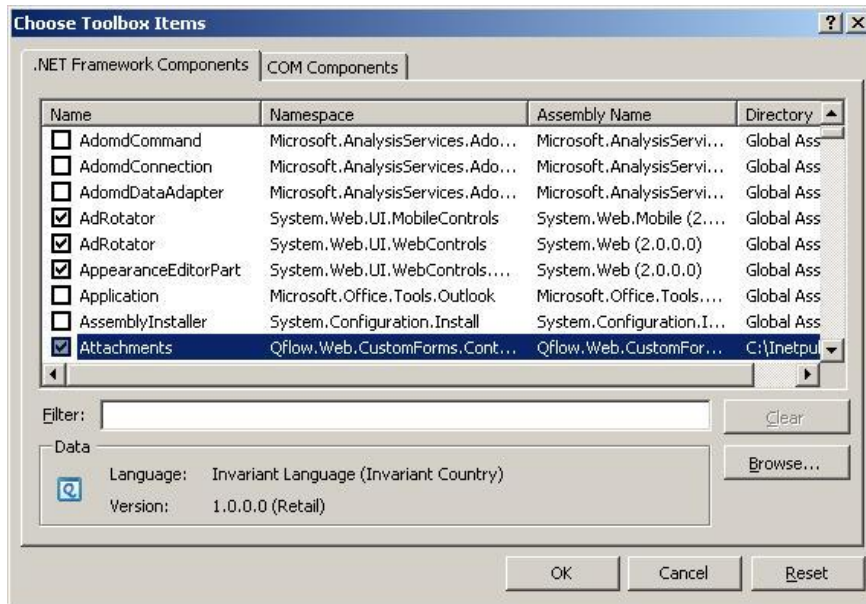 Choose Toolbox Items
.NET Framework Components COM Components
Name Namespace Assembly Name Directory
AdomdCommand Microsoft.AnalysisServices.Ado... Microsoft.AnalysisServi... Global Ass
AdomdConnection Microsoft.AnalysisServices.Ado... Microsoft.AnalysisServi... Global Ass
AdomdDataAdapter Microsoft.AnalysisServices.Ado... Microsoft.AnalysisServi... Global Ass
AdRotator System.Web.UI.MobileControls System.Web.Mobile (2.... Global Ass
AdRotator System.Web.UI.WebControls System.Web (2.0.0.0) Global Ass
AppearanceEditorPart System.Web.UI.WebControls.... System.Web (2.0.0.0) Global Ass
Application Microsoft.Office.Tools.Outlook Microsoft.Office.Tools.... Global Ass
AssemblyInstaller System.Configuration.Install System.Configuration.I... Global Ass
Attachments Qflow.Web.CustomForms.Cont... Qflow.Web.CustomFor... C:\Inetpu
Filter: Clear
Data
Browse...
Language: Invariant Language (Invariant Country)
Version: 1.0.0.0 (Retail)
OK Cancel Reset